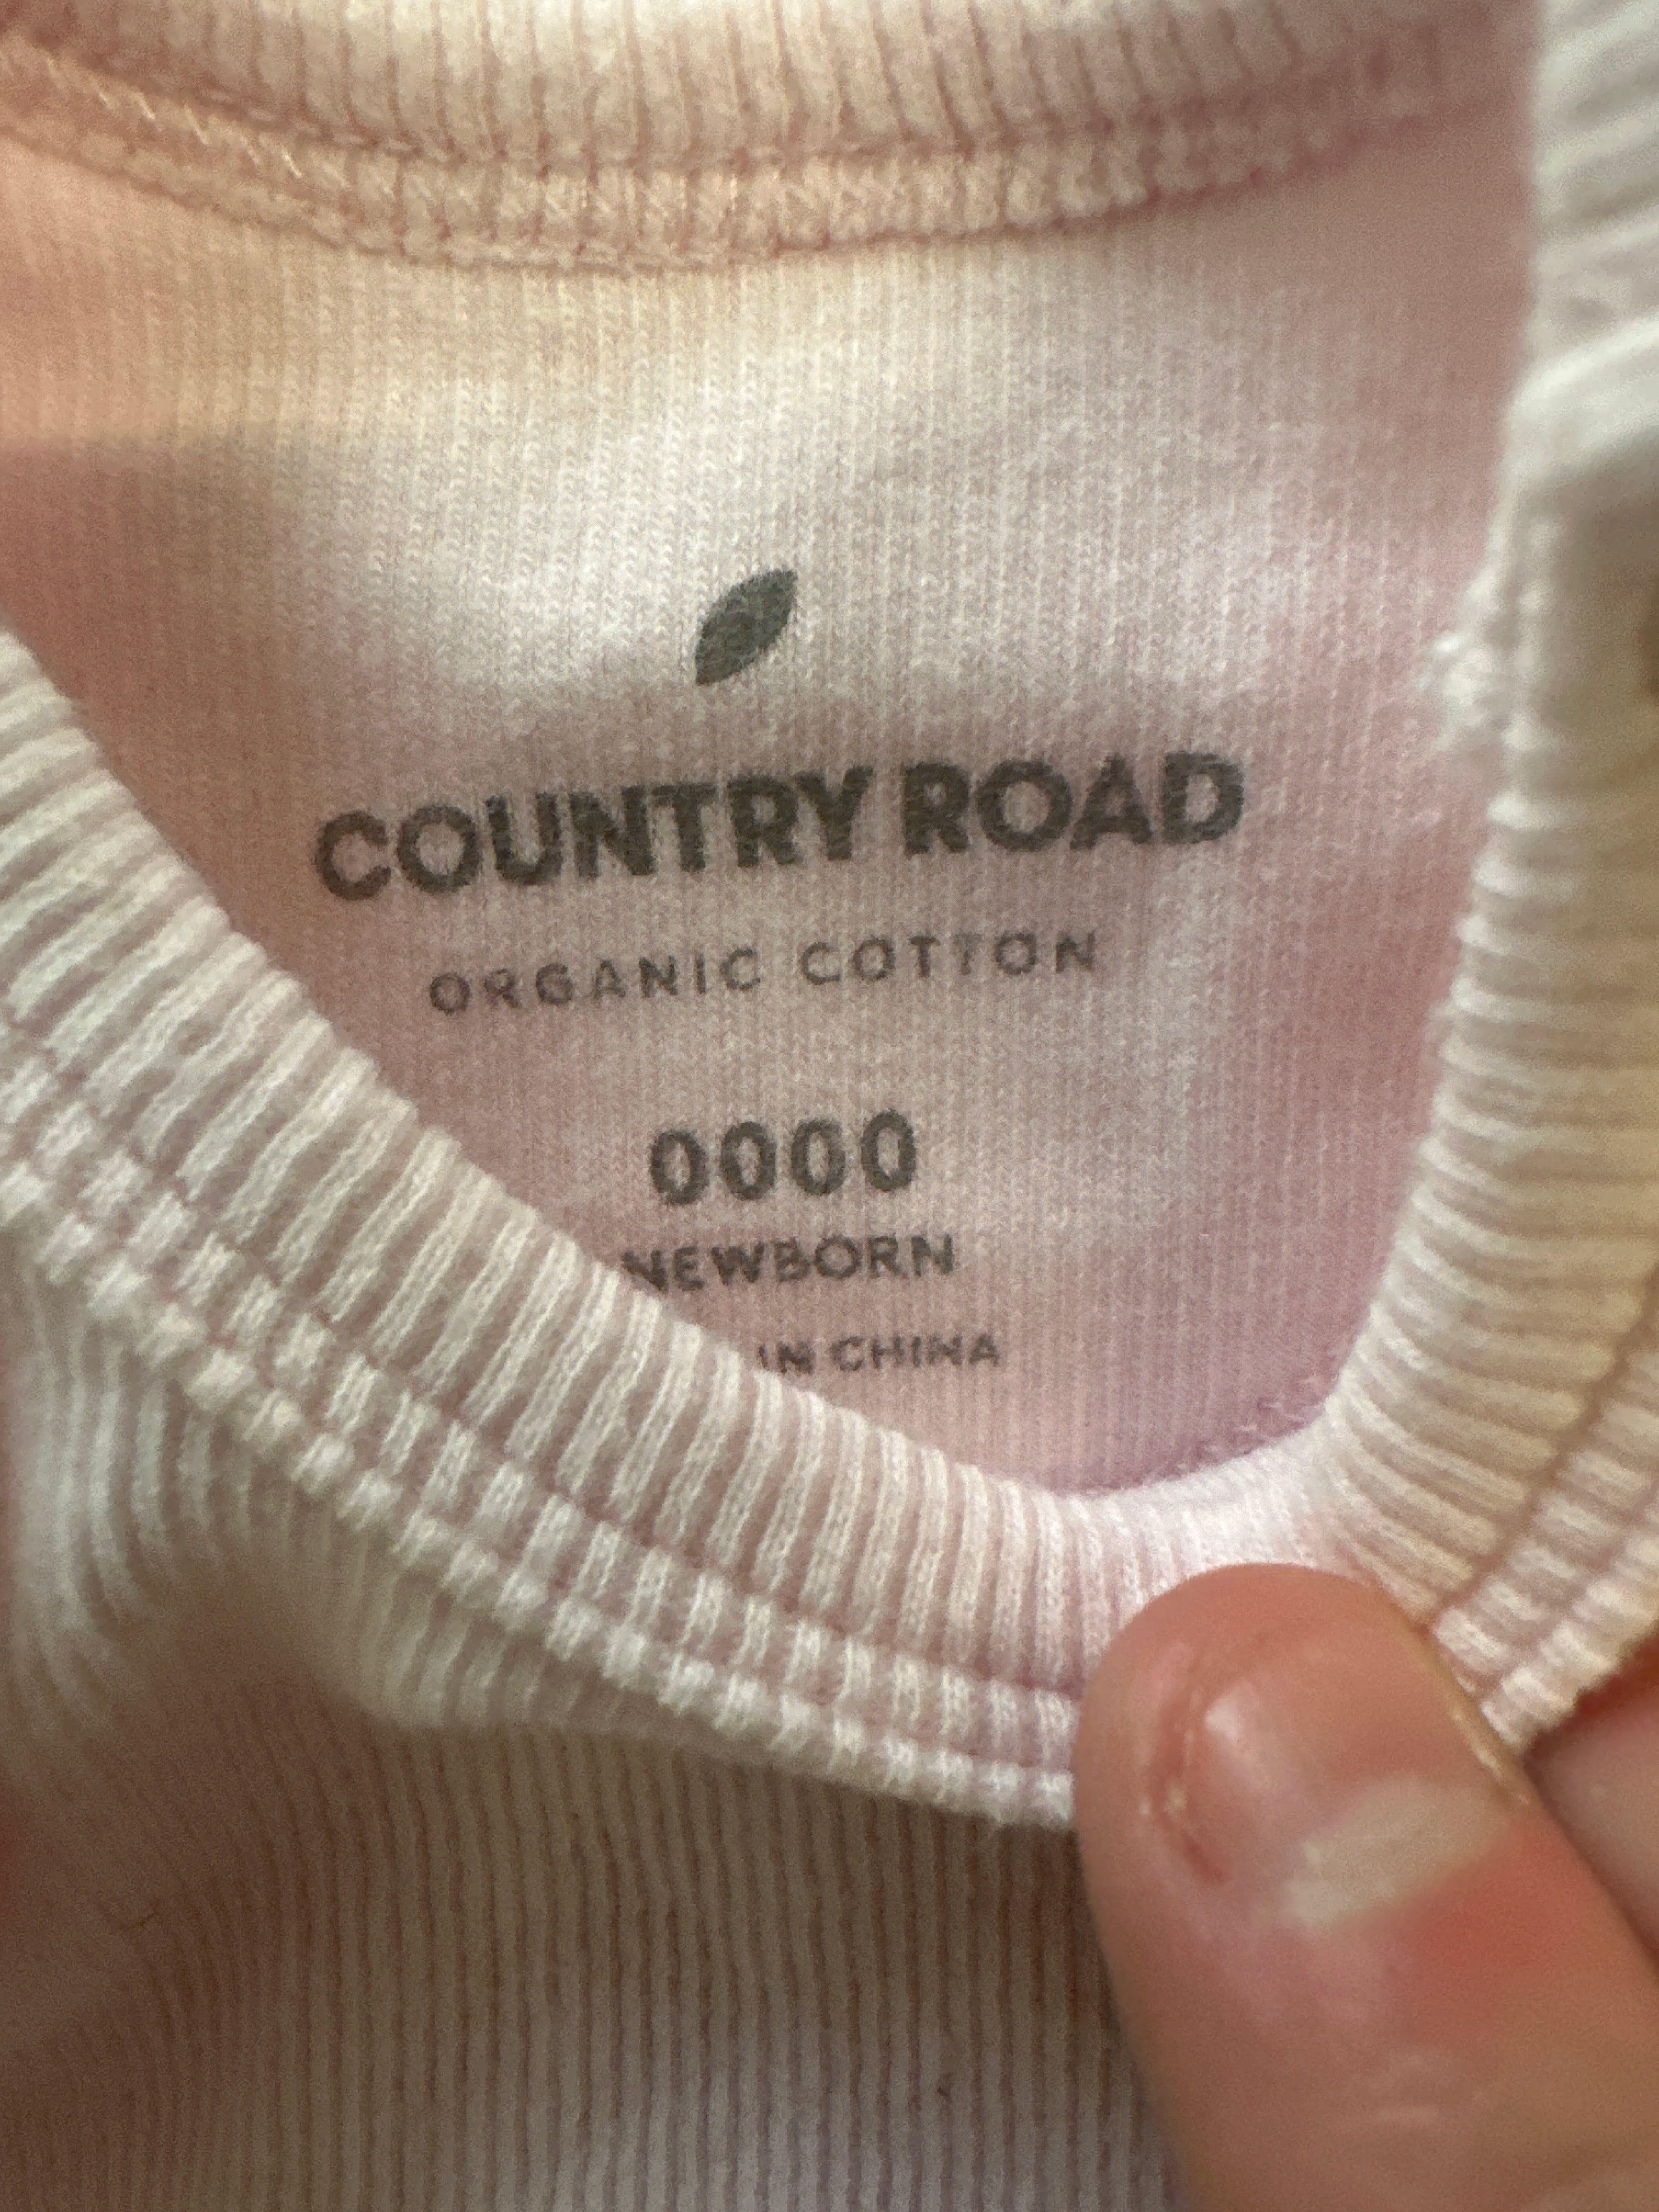 COUNTRY ROAD
ORGANIC COTTON
0000
NEWBORN
IN CHINA